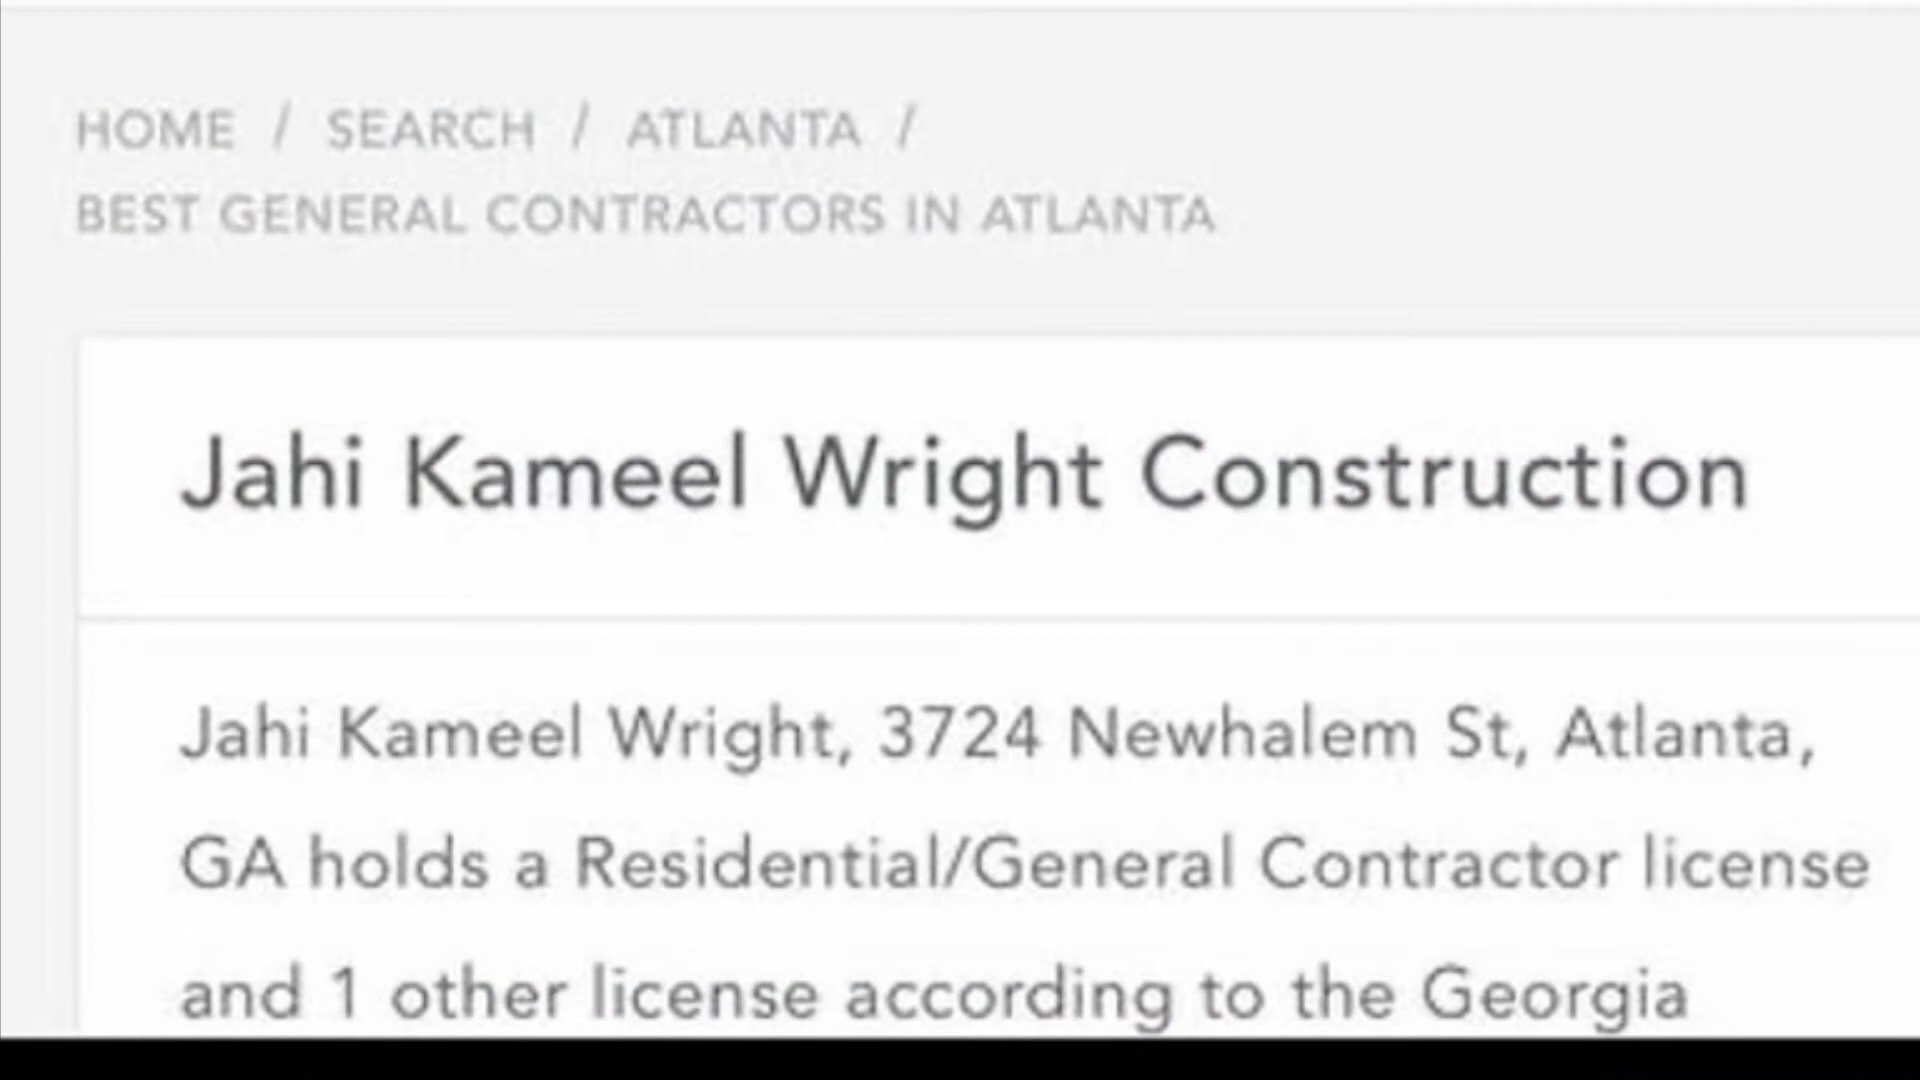 HOME / SEARCH / ATLANTA /
BEST GENERAL CONTRACTORS IN ATLANTA
Jahi Kameel Wright Construction
Jahi Kameel Wright, 3724 Newhalem St, Atlanta,
GA holds a Residential/General Contractor license
and 1 other license according to the Georgia